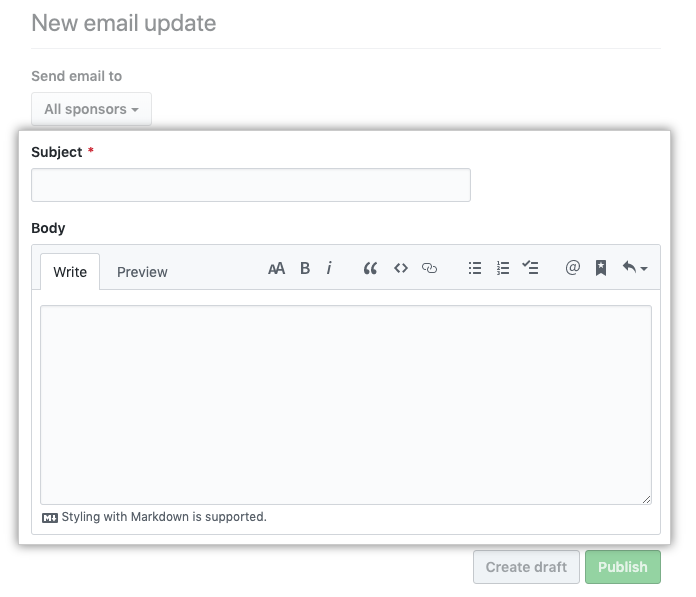 New email update
Send email to
All sponsors
Subject *
Body
Write Preview AA B i @
Styling with Markdown is supported.
Create draft Publish